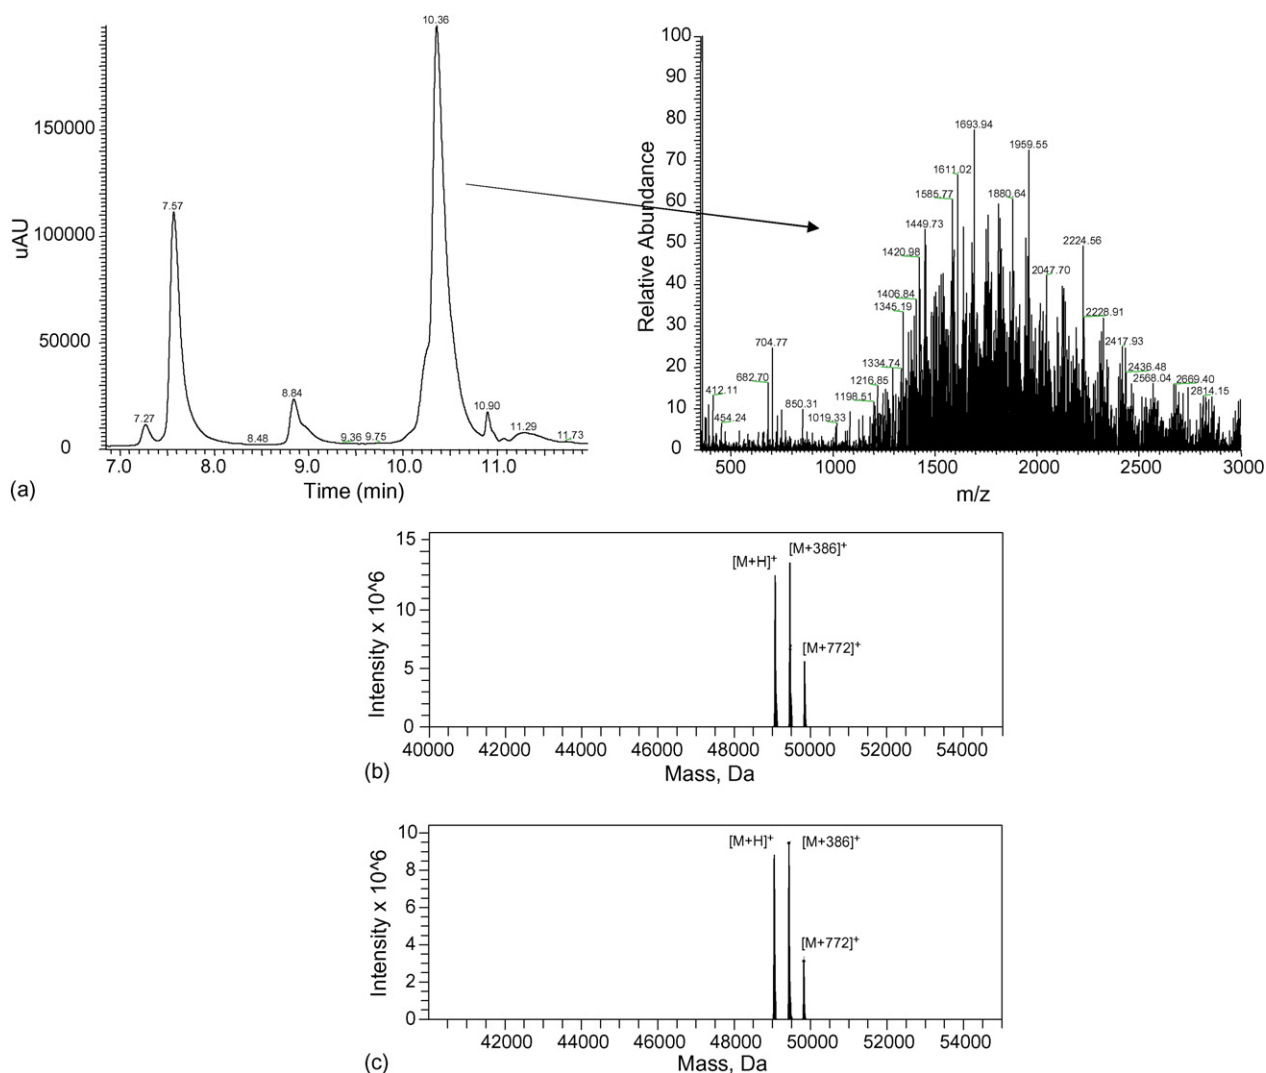 10.36
150000
7.57
100000
uAU
50000
8.84
7.27
10.90
8.48
9.36 9.75
11.29
11.73
0
7.0 8.0 9.0 10.0 11.0
Time (min)
(a)
100
90
80
70
60
50
40
30
20
10
0
Relative Abundance
1693.94
1959.55
1611.02
1585.77
1880.64
1449.73
1420.98
2224.56
2047.70
1406.84
1345.19
2228.91
704.77
2417.93
1334.74
2436.48
682.70
1216.85
2568.04
2669.40
412.11
1198.51
2814.15
850.31
454.24
1019.33
500 1000 1500 2000 2500 3000
m/z
15
10
5
0
Intensity x 10^6
[M+H]+
[M+386]+
[M+772]+
40000 42000 44000 46000 48000 50000 52000 54000
Mass, Da
(b)
10
8
6
4
2
0
Intensity x 10^6
[M+H]+
[M+386]+
[M+772]+
42000 44000 46000 48000 50000 52000 54000
Mass, Da
(c)